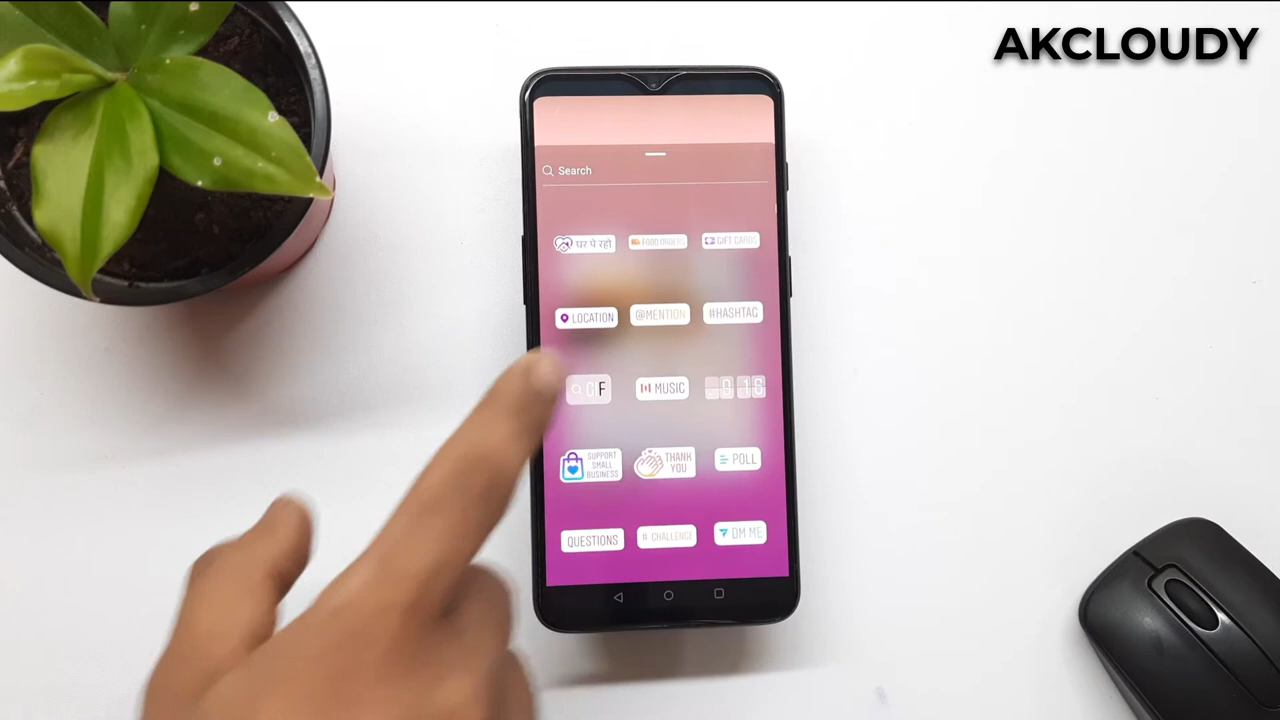 AKCLOUDY
Search
घर पे रहो
FOOD ORDERS
GIFT CARDS
LOCATION
@MENTION
#HASHTAG
GIF
MUSIC
SUPPORT
SMALL
BUSINESS
THANK
YOU
POLL
QUESTIONS
# CHALLENGE
DM ME